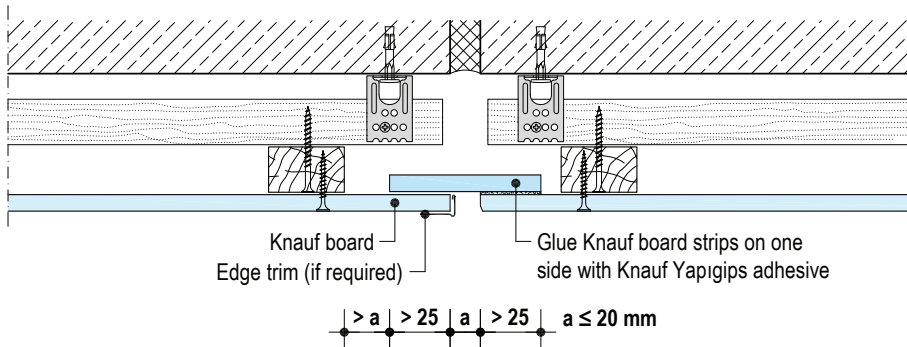 Knauf board
Edge trim (if required)
Glue Knauf board strips on one
side with Knauf Yapıgips adhesive
> a > 25 a > 25 a ≤ 20 mm